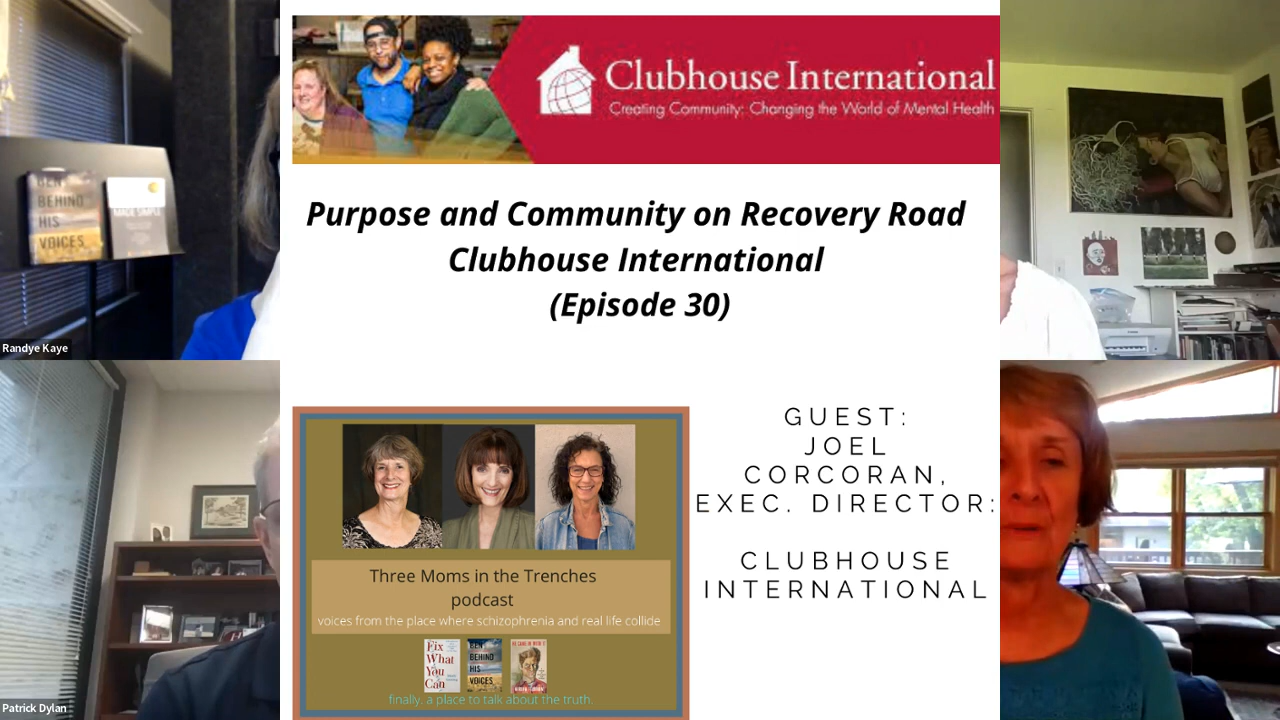 Clubhouse International
Creating Community: Changing the World of Mental Health
Purpose and Community on Recovery Road
Clubhouse International
(Episode 30)
BEHIND
HIS
VOICES
MADE SIMPLE
Randye Kaye
GUEST:
JOEL
CORCORAN,
EXEC. DIRECTOR:
CLUBHOUSE
INTERNATIONAL
Three Moms in the Trenches
podcast
voices from the place where schizophrenia and real life collide
Fix
What
You
Can
BEN
BEHIND
HIS
VOICES
finally, a place to talk about the truth.
Patrick Dylan